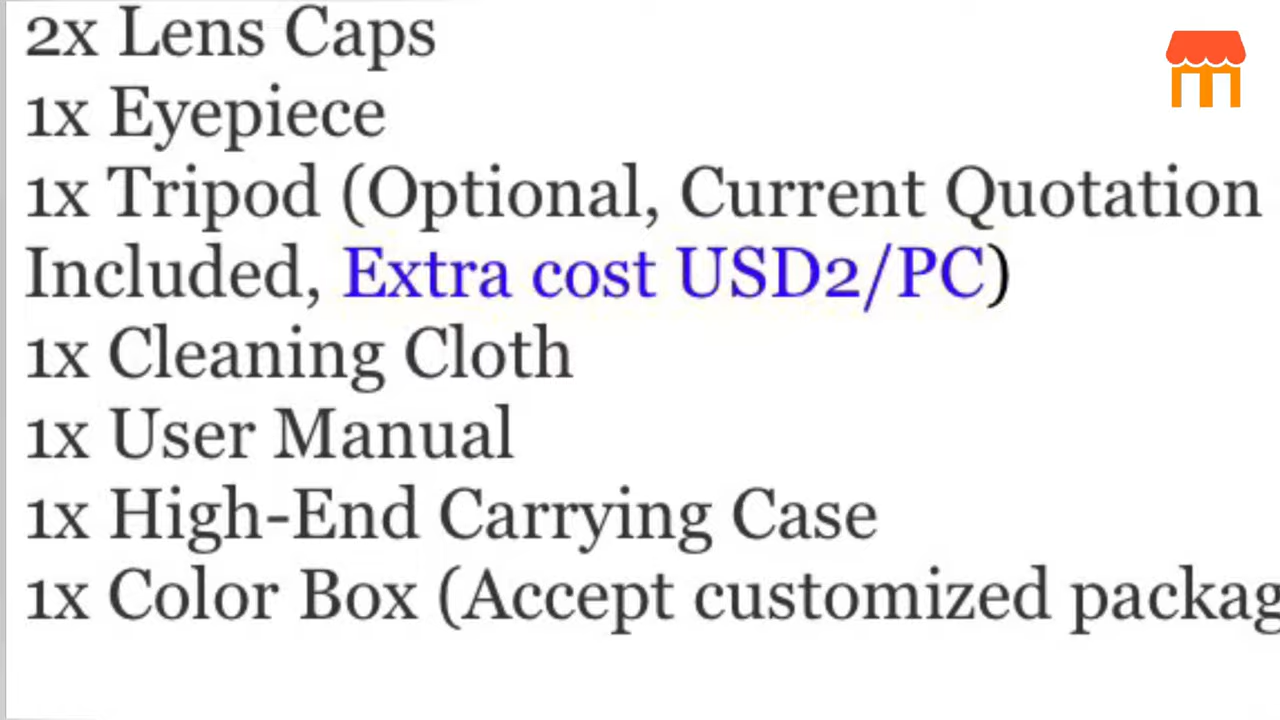 2x Lens Caps
1x Eyepiece
1x Tripod (Optional, Current Quotation
Included, Extra cost USD2/PC)
1x Cleaning Cloth
1x User Manual
1x High-End Carrying Case
1x Color Box (Accept customized packag